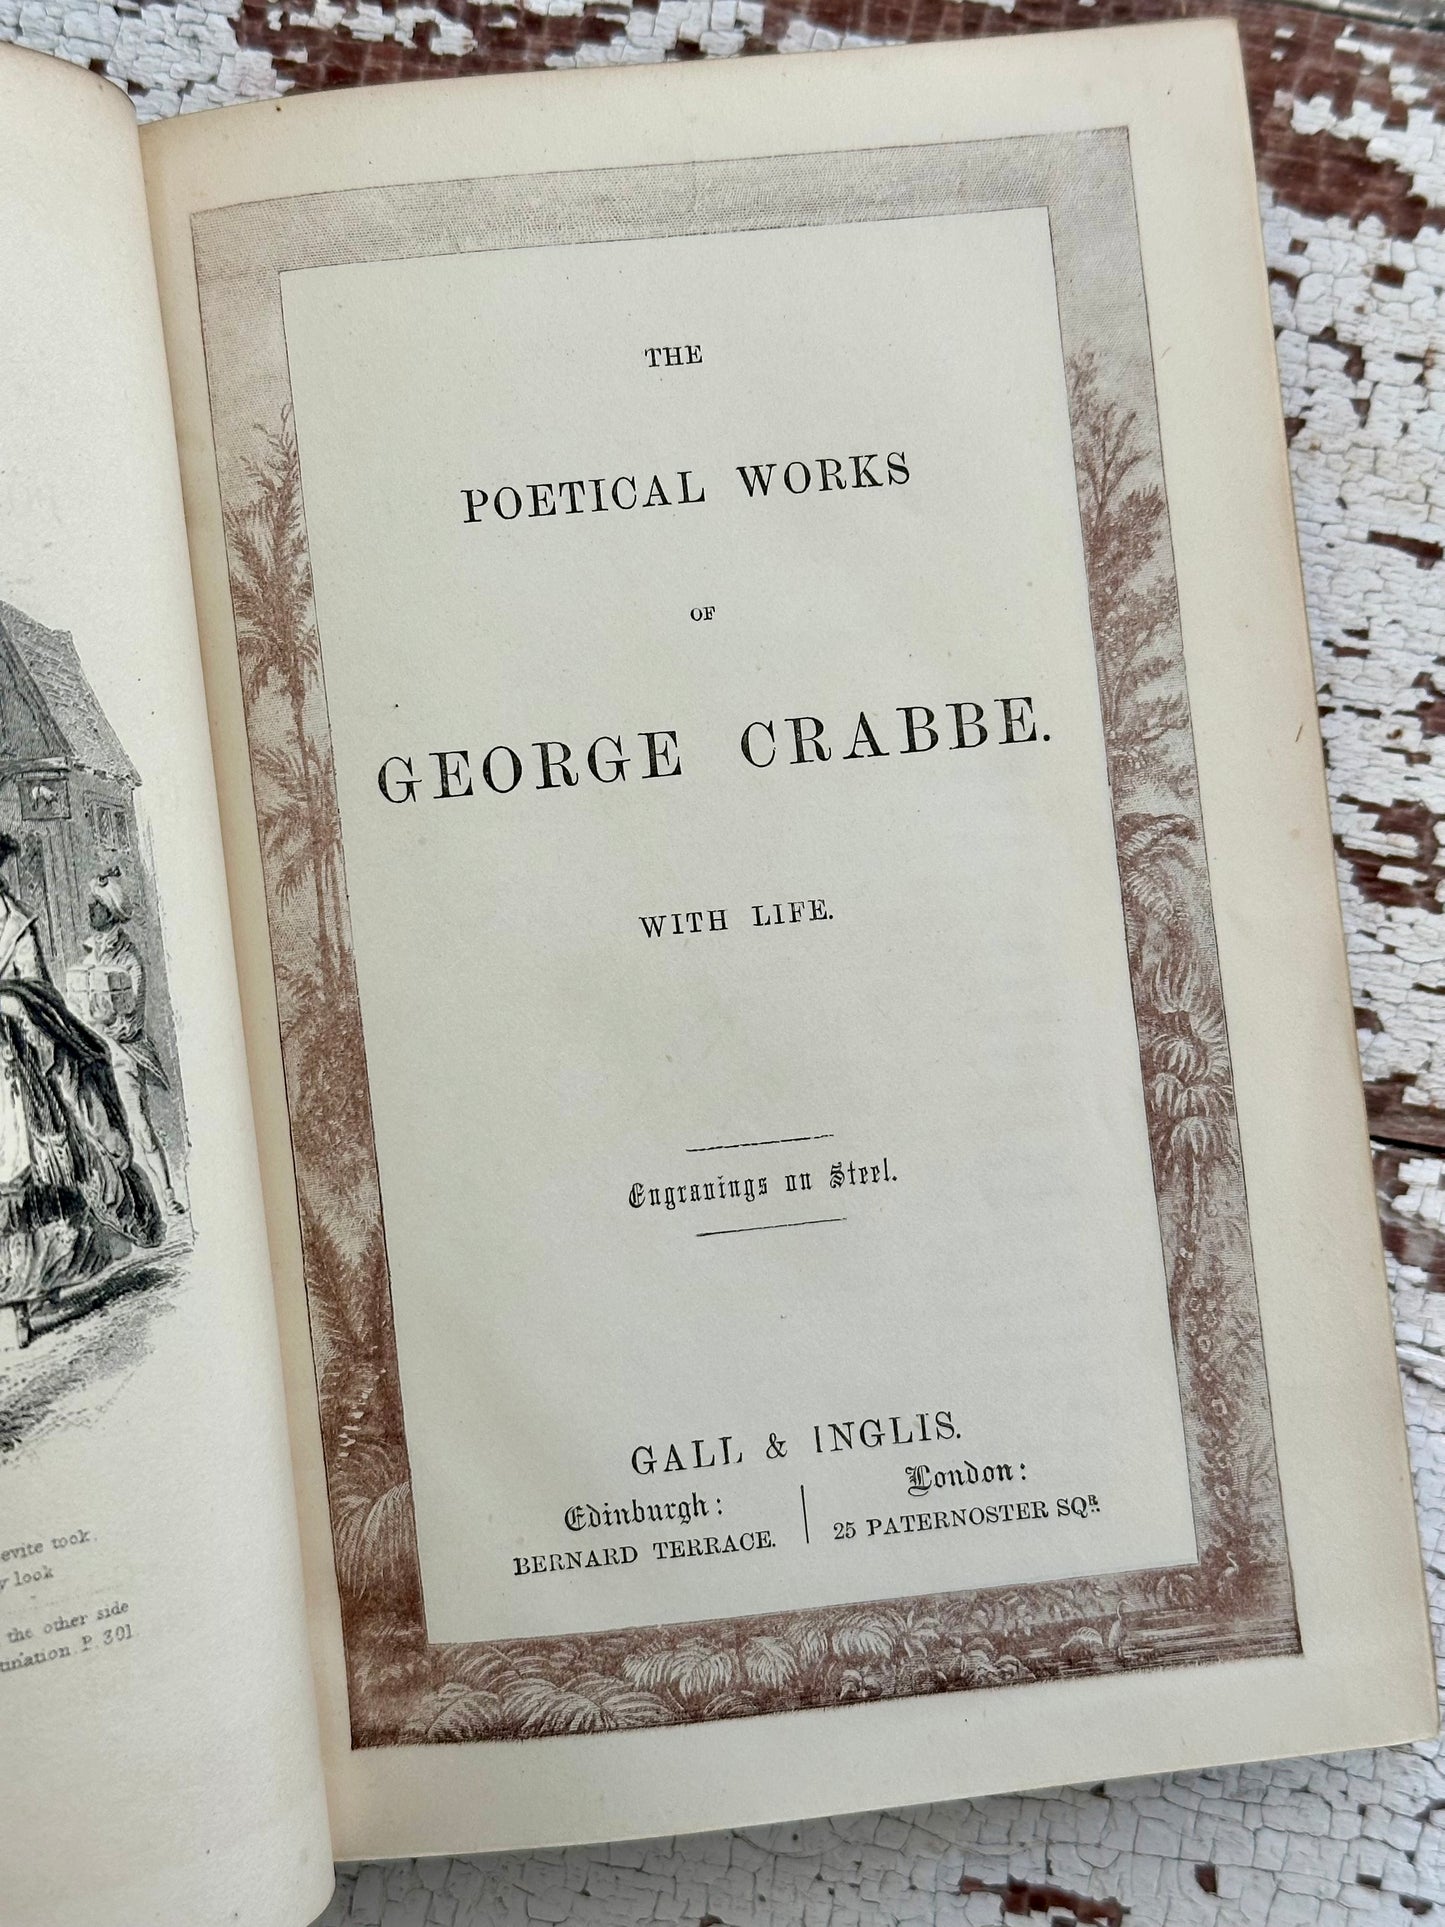 evite took.
look
the other side
P. 301.
THE
POETICAL WORKS
OF
GEORGE CRABBE.
WITH LIFE.
Engravings on Steel.
GALL & INGLIS.
Edinburgh:
BERNARD TERRACE.
London:
25 PATERNOSTER SQR.